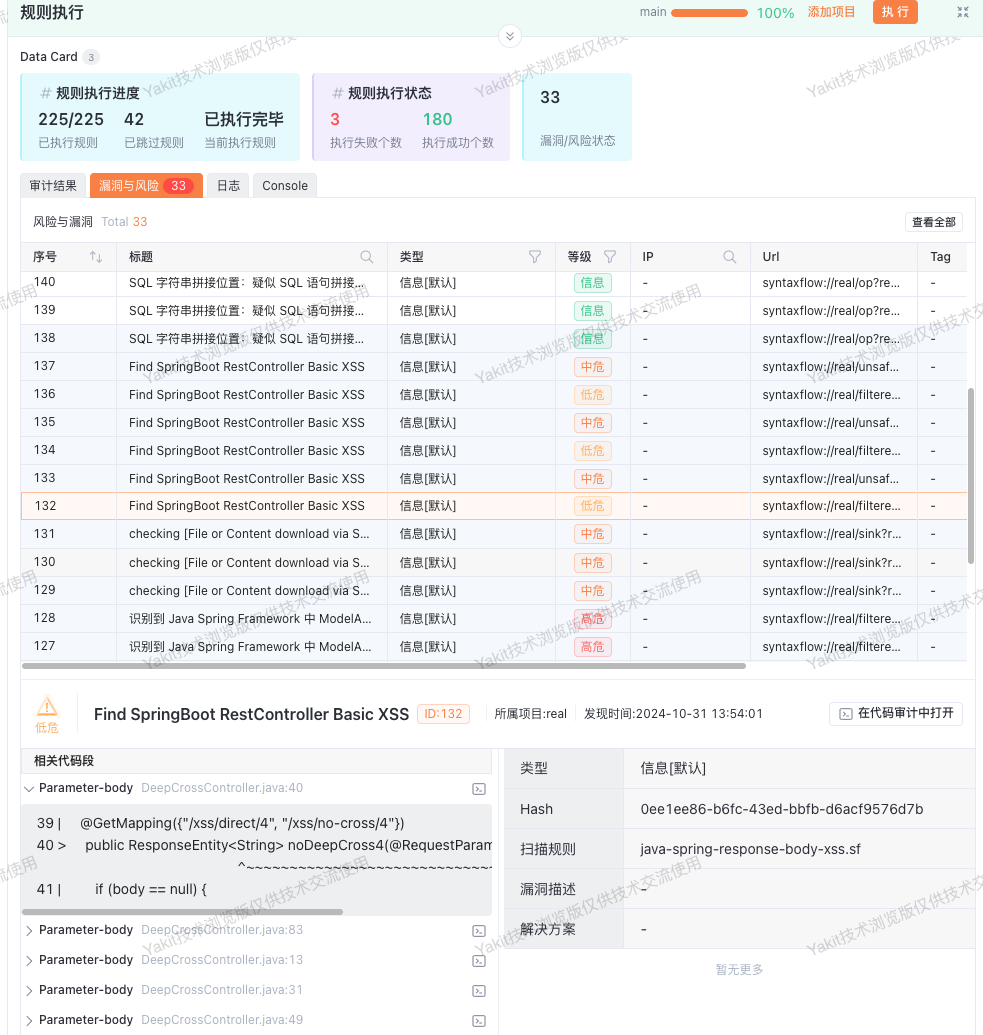 规则执行 main 100% 添加项目 执行
Data Card 3
# 规则执行进度 # 规则执行状态 33
225/225 42 已执行完毕 3 180
已执行规则 已跳过规则 当前执行规则 执行失败个数 执行成功个数 漏洞/风险状态
审计结果 漏洞与风险 33 日志 Console
风险与漏洞 Total 33 查看全部
序号 标题 类型 等级 IP Url Tag
140 SQL 字符串拼接位置：疑似 SQL 语句拼接... 信息[默认] 信息 - syntaxflow://real/op?re... -
139 SQL 字符串拼接位置：疑似 SQL 语句拼接... 信息[默认] 信息 - syntaxflow://real/op?re... -
138 SQL 字符串拼接位置：疑似 SQL 语句拼接... 信息[默认] 信息 - syntaxflow://real/op?re... -
137 Find SpringBoot RestController Basic XSS 信息[默认] 中危 - syntaxflow://real/unsaf... -
136 Find SpringBoot RestController Basic XSS 信息[默认] 低危 - syntaxflow://real/filtere... -
135 Find SpringBoot RestController Basic XSS 信息[默认] 中危 - syntaxflow://real/unsaf... -
134 Find SpringBoot RestController Basic XSS 信息[默认] 低危 - syntaxflow://real/filtere... -
133 Find SpringBoot RestController Basic XSS 信息[默认] 中危 - syntaxflow://real/unsaf... -
132 Find SpringBoot RestController Basic XSS 信息[默认] 低危 - syntaxflow://real/filtere... -
131 checking [File or Content download via S... 信息[默认] 中危 - syntaxflow://real/sink?r... -
130 checking [File or Content download via S... 信息[默认] 中危 - syntaxflow://real/sink?r... -
129 checking [File or Content download via S... 信息[默认] 中危 - syntaxflow://real/sink?r... -
128 识别到 Java Spring Framework 中 ModelA... 信息[默认] 高危 - syntaxflow://real/filtere... -
127 识别到 Java Spring Framework 中 ModelA... 信息[默认] 高危 - syntaxflow://real/filtere... -
低危 Find SpringBoot RestController Basic XSS ID:132 所属项目:real 发现时间:2024-10-31 13:54:01 在代码审计中打开
相关代码段
Parameter-body DeepCrossController.java:40
39 | @GetMapping({"/xss/direct/4", "/xss/no-cross/4"})
40 > public ResponseEntity<String> noDeepCross4(@RequestParam
^~~~~~~~~~~~~~~~~~~~~~~~~~~~
41 | if (body == null) {
Parameter-body DeepCrossController.java:83
Parameter-body DeepCrossController.java:13
Parameter-body DeepCrossController.java:31
Parameter-body DeepCrossController.java:49
类型 信息[默认]
Hash 0ee1ee86-b6fc-43ed-bbfb-d6acf9576d7b
扫描规则 java-spring-response-body-xss.sf
漏洞描述 -
解决方案 -
暂无更多
Yakit技术浏览版仅供技术交流使用